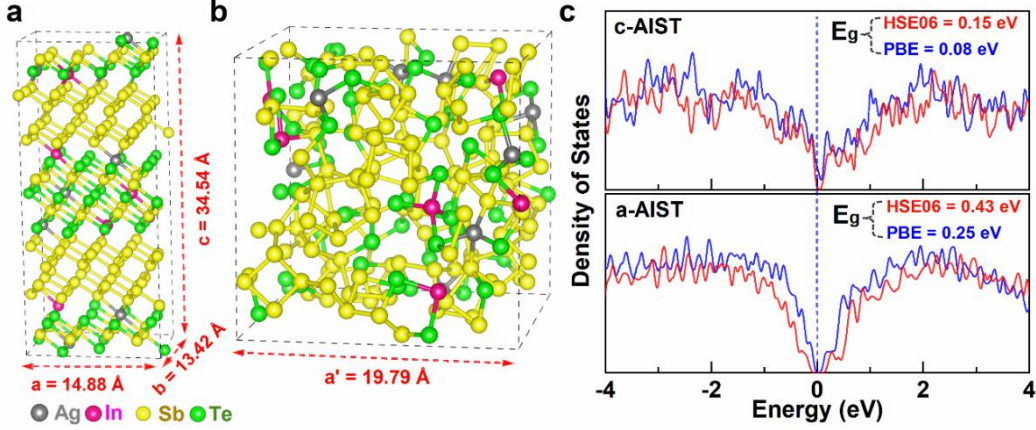 a
c = 34.54 Å
b = 13.42 Å
a = 14.88 Å
Ag In Sb Te
b
a' = 19.79 Å
c
c-AIST
Eg
HSE06 = 0.15 eV
PBE = 0.08 eV
a-AIST
Eg
HSE06 = 0.43 eV
PBE = 0.25 eV
Density of States
-4 -2 0 2 4
Energy (eV)